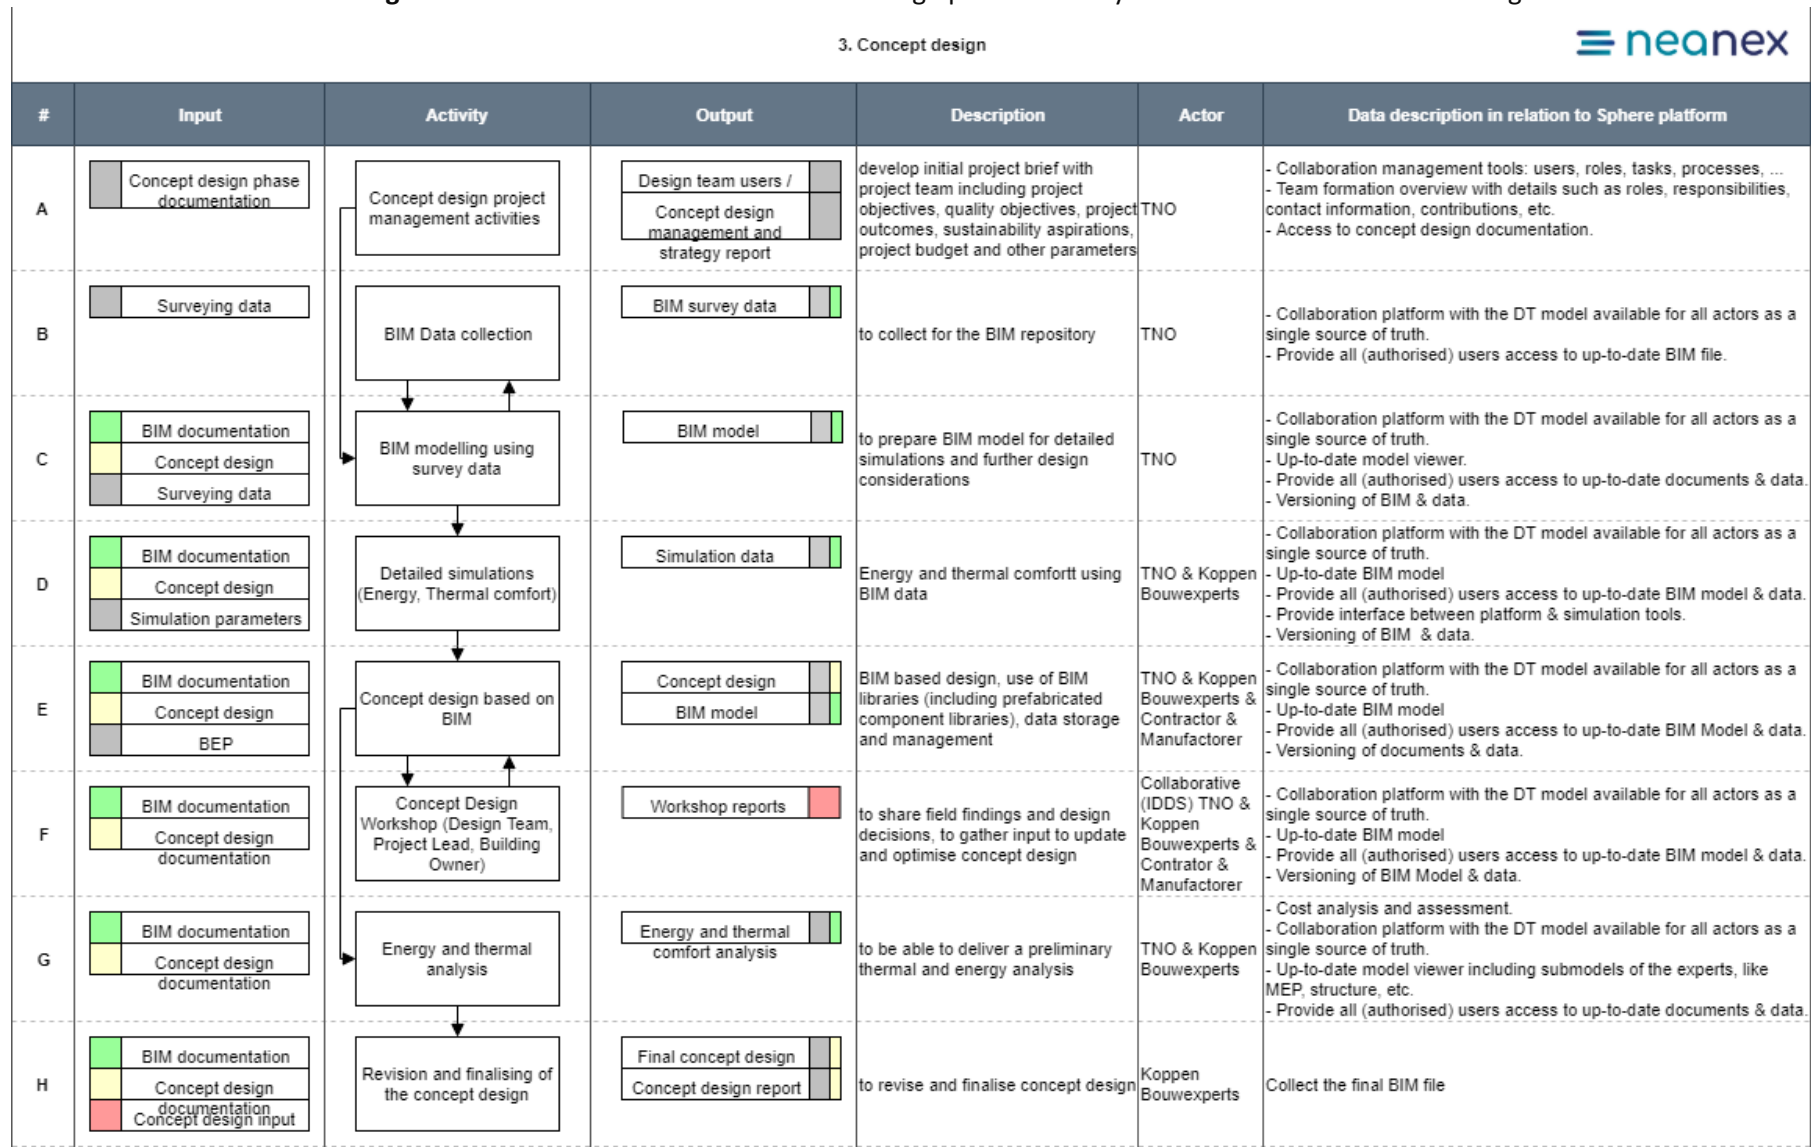 3. Concept design
neanex
# Input Activity Output Description Actor Data description in relation to Sphere platform
A
Concept design phase
documentation
Concept design project
management activities
Design team users /
Concept design
management and
strategy report
develop initial project brief with
project team including project
objectives, quality objectives, project
outcomes, sustainability aspirations,
project budget and other parameters
TNO
- Collaboration management tools: users, roles, tasks, processes, ...
- Team formation overview with details such as roles, responsibilities,
contact information, contributions, etc.
- Access to concept design documentation.
B
Surveying data
BIM Data collection
BIM survey data
to collect for the BIM repository
TNO
- Collaboration platform with the DT model available for all actors as a
single source of truth.
- Provide all (authorised) users access to up-to-date BIM file.
C
BIM documentation
Concept design
Surveying data
BIM modelling using
survey data
BIM model
to prepare BIM model for detailed
simulations and further design
considerations
TNO
- Collaboration platform with the DT model available for all actors as a
single source of truth.
- Up-to-date model viewer.
- Provide all (authorised) users access to up-to-date documents & data.
- Versioning of BIM & data.
D
BIM documentation
Concept design
Simulation parameters
Detailed simulations
(Energy, Thermal comfort)
Simulation data
Energy and thermal comfortt using
BIM data
TNO & Koppen
Bouwexperts
- Collaboration platform with the DT model available for all actors as a
single source of truth.
- Up-to-date BIM model
- Provide all (authorised) users access to up-to-date BIM model & data.
- Provide interface between platform & simulation tools.
- Versioning of BIM & data.
E
BIM documentation
Concept design
BEP
Concept design based on
BIM
Concept design
BIM model
BIM based design, use of BIM
libraries (including prefabricated
component libraries), data storage
and management
TNO & Koppen
Bouwexperts &
Contractor &
Manufactorer
- Collaboration platform with the DT model available for all actors as a
single source of truth.
- Up-to-date BIM model
- Provide all (authorised) users access to up-to-date BIM Model & data.
- Versioning of documents & data.
F
BIM documentation
Concept design
documentation
Concept Design
Workshop (Design Team,
Project Lead, Building
Owner)
Workshop reports
to share field findings and design
decisions, to gather input to update
and optimise concept design
Collaborative
(IDDS) TNO &
Koppen
Bouwexperts &
Contrator &
Manufactorer
- Collaboration platform with the DT model available for all actors as a
single source of truth.
- Up-to-date BIM model
- Provide all (authorised) users access to up-to-date BIM model & data.
- Versioning of BIM Model & data.
G
BIM documentation
Concept design
documentation
Energy and thermal
analysis
Energy and thermal
comfort analysis
to be able to deliver a preliminary
thermal and energy analysis
TNO & Koppen
Bouwexperts
- Cost analysis and assessment.
- Collaboration platform with the DT model available for all actors as a
single source of truth.
- Up-to-date model viewer including submodels of the experts, like
MEP, structure, etc.
- Provide all (authorised) users access to up-to-date documents & data.
H
BIM documentation
Concept design
documentation
Concept design input
Revision and finalising of
the concept design
Final concept design
Concept design report
to revise and finalise concept design
Koppen
Bouwexperts
Collect the final BIM file